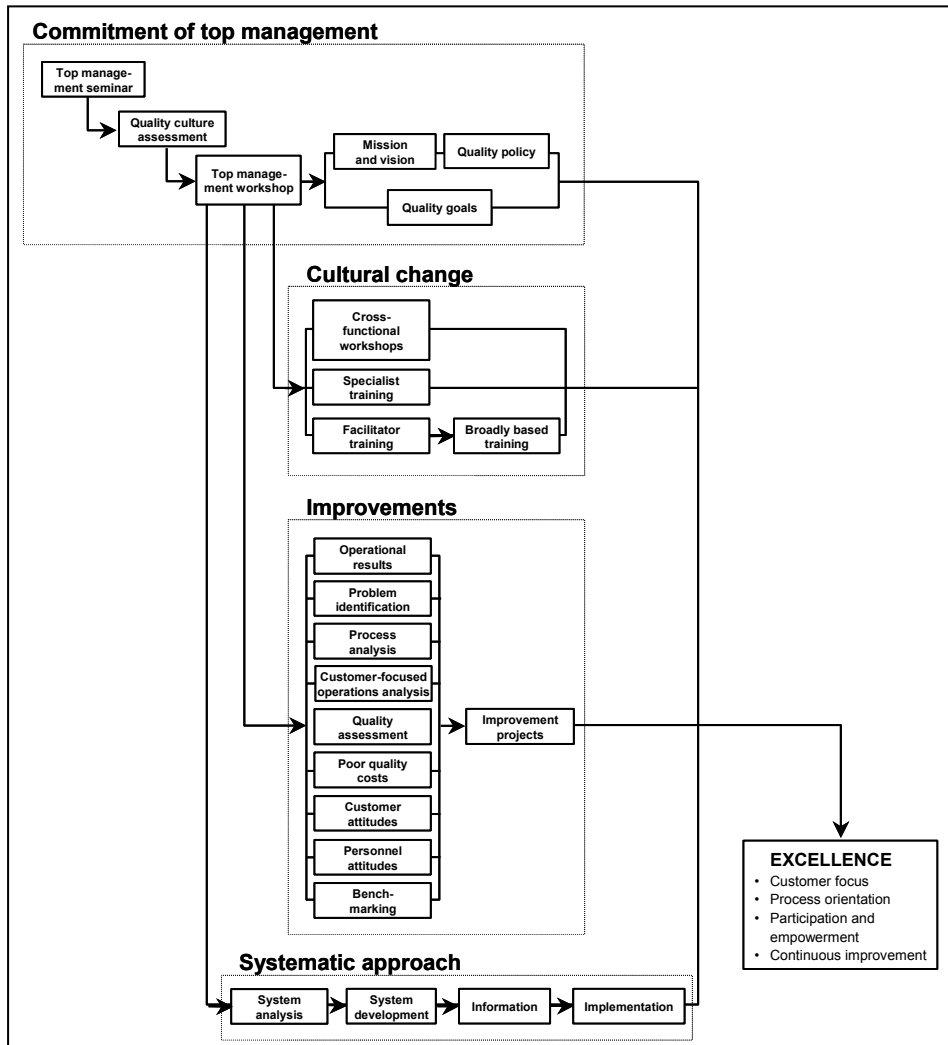 Commitment of top management
Top manage-
ment seminar
Quality culture
assessment
Top manage-
ment workshop
Mission
and vision
Quality policy
Quality goals
Cultural change
Cross-
functional
workshops
Specialist
training
Facilitator
training
Broadly based
training
Improvements
Operational
results
Problem
identification
Process
analysis
Customer-focused
operations analysis
Quality
assessment
Poor quality
costs
Customer
attitudes
Personnel
attitudes
Bench-
marking
Improvement
projects
EXCELLENCE
• Customer focus
• Process orientation
• Participation and
empowerment
• Continuous improvement
Systematic approach
System
analysis
System
development
Information
Implementation